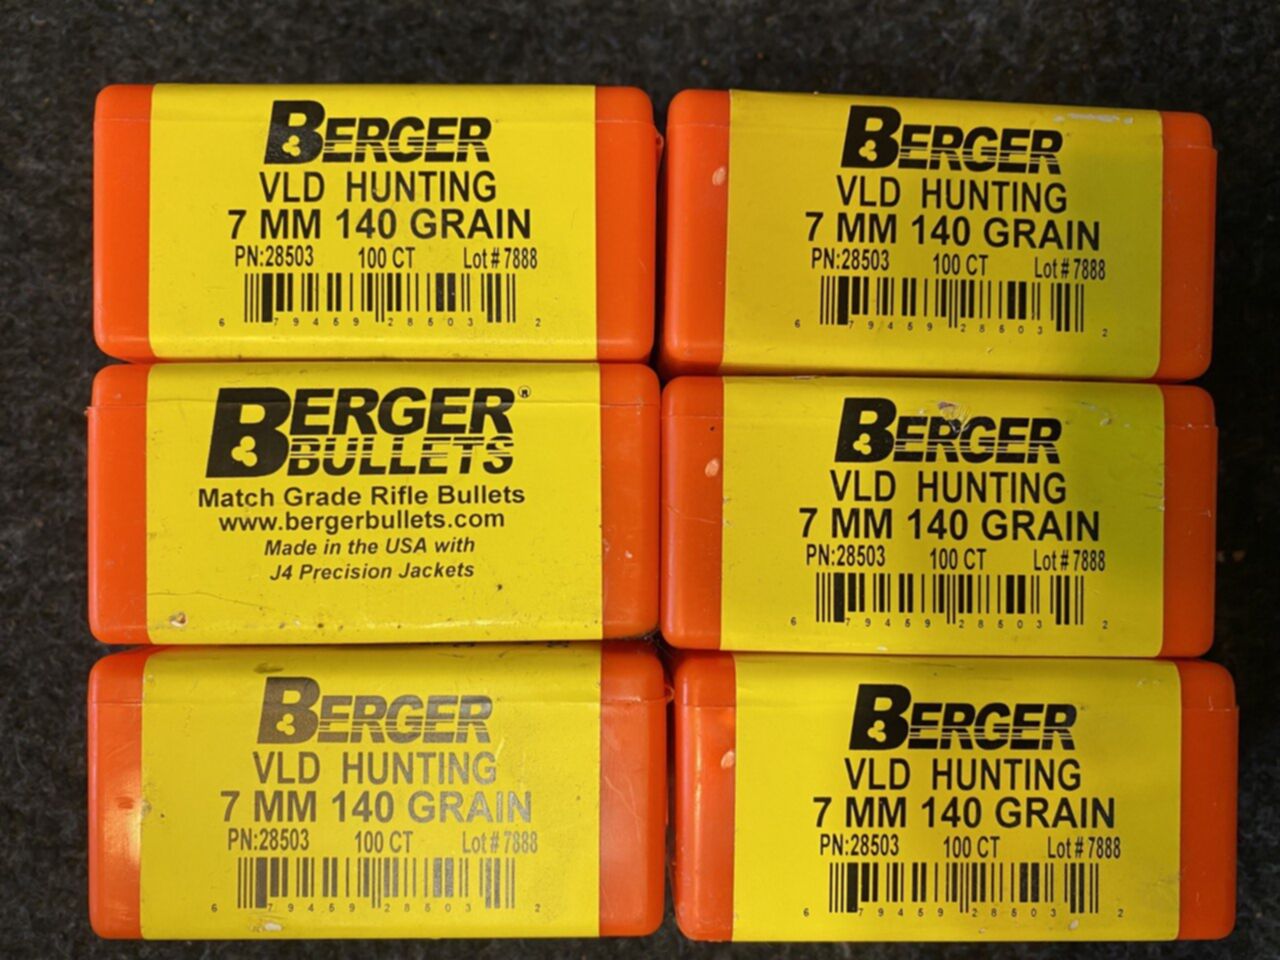 BERGER
VLD HUNTING
7 MM 140 GRAIN
PN:28503 100 CT Lot # 7888
6 79459 28503 2
BERGER
VLD HUNTING
7 MM 140 GRAIN
PN:28503 100 CT Lot # 7888
6 79459 28503 2
BERGER®
BULLETS
Match Grade Rifle Bullets
www.bergerbullets.com
Made in the USA with
J4 Precision Jackets
BERGER
VLD HUNTING
7 MM 140 GRAIN
PN:28503 100 CT Lot # 7888
6 79459 28503 2
BERGER
VLD HUNTING
7 MM 140 GRAIN
PN:28503 100 CT Lot # 7888
6 79459 28503 2
BERGER
VLD HUNTING
7 MM 140 GRAIN
PN:28503 100 CT Lot # 7888
6 79459 28503 2